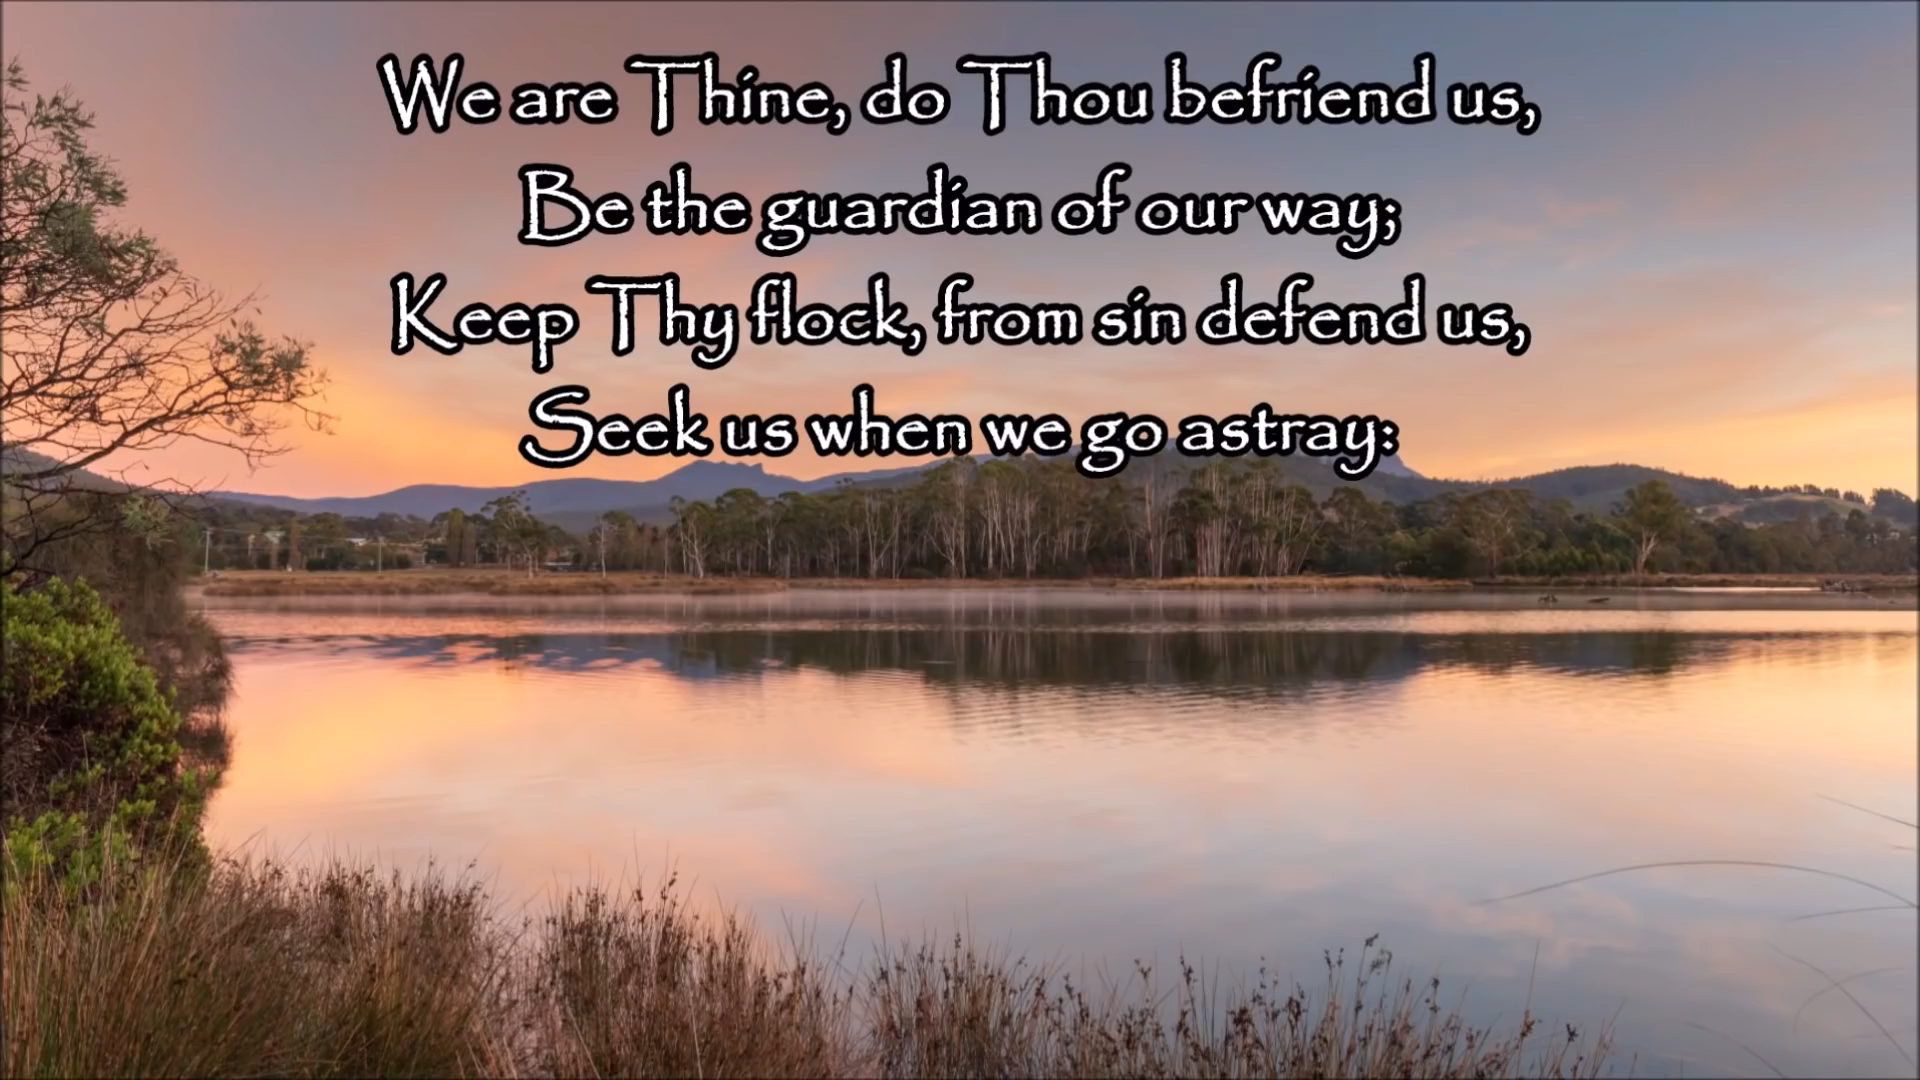 We are Thine, do Thou befriend us,
Be the guardian of our way;
Keep Thy flock, from sin defend us,
Seek us when we go astray: